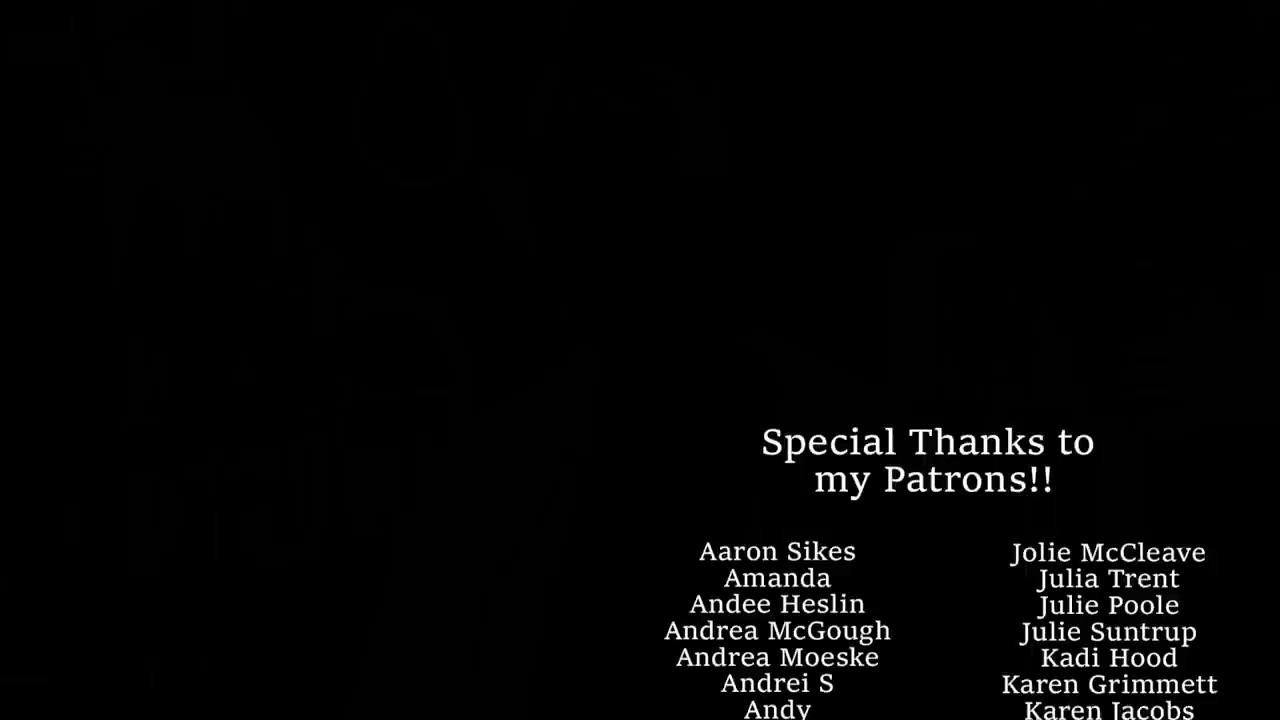 Special Thanks to
my Patrons!!
Aaron Sikes
Amanda
Andee Heslin
Andrea McGough
Andrea Moeske
Andrei S
Andy
Jolie McCleave
Julia Trent
Julie Poole
Julie Suntrup
Kadi Hood
Karen Grimmett
Karen Jacobs